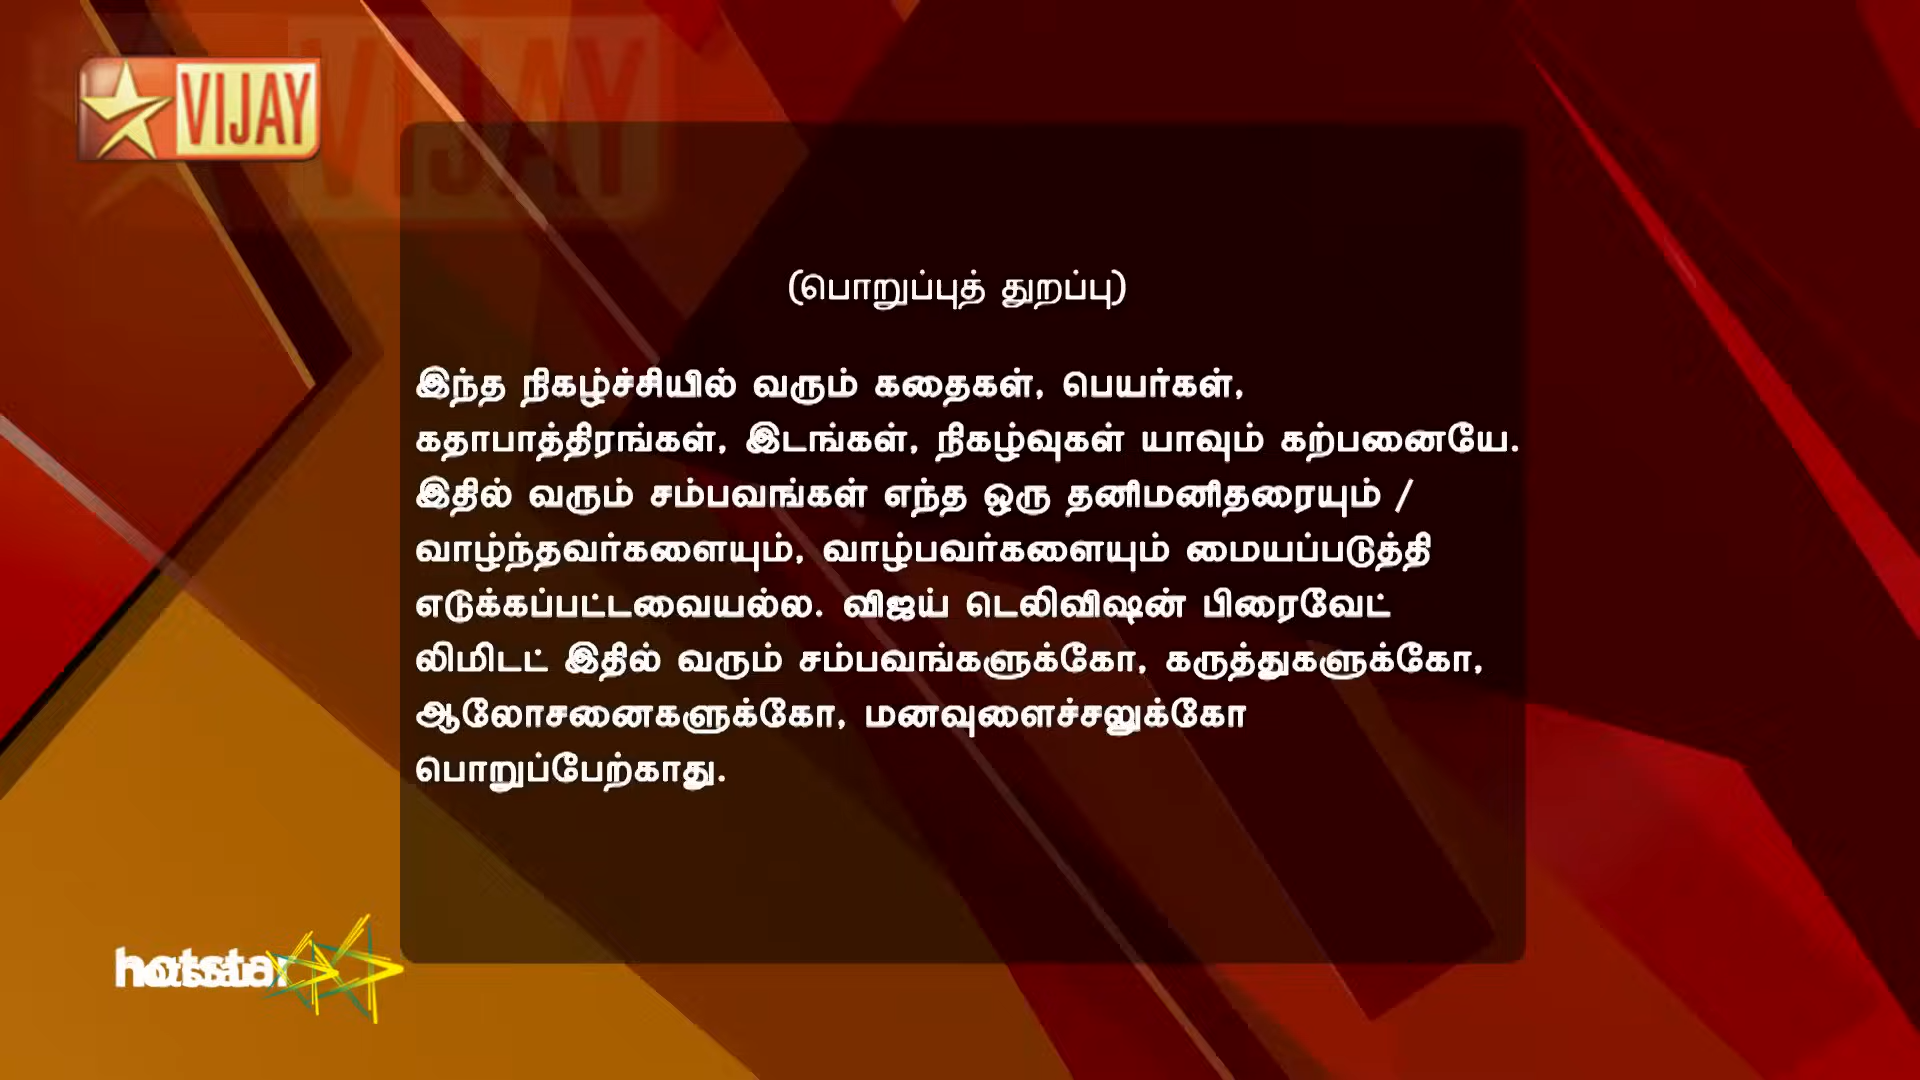 VIJAY
VIJAY
(பொறுப்புத் துறப்பு)
இந்த நிகழ்ச்சியில் வரும் கதைகள், பெயர்கள்,
கதாபாத்திரங்கள், இடங்கள், நிகழ்வுகள் யாவும் கற்பனையே.
இதில் வரும் சம்பவங்கள் எந்த ஒரு தனிமனிதரையும் /
வாழ்ந்தவர்களையும், வாழ்பவர்களையும் மையப்படுத்தி
எடுக்கப்பட்டவையல்ல. விஜய் டெலிவிஷன் பிரைவேட்
லிமிடட் இதில் வரும் சம்பவங்களுக்கோ, கருத்துகளுக்கோ,
ஆலோசனைகளுக்கோ, மனவுளைச்சலுக்கோ
பொறுப்பேற்காது.
hotstar